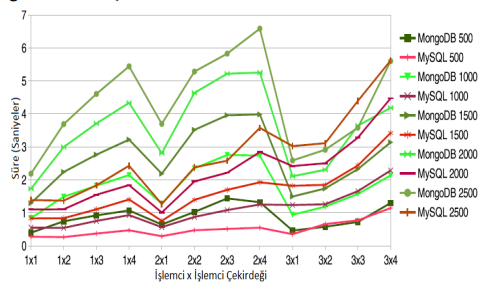 7
6
5
4
3
2
1
0
Süre (Saniyeler)
1x1 1x2 1x3 1x4 2x1 2x2 2x3 2x4 3x1 3x2 3x3 3x4
İşlemci x İşlemci Çekirdeği
MongoDB 500
MySQL 500
MongoDB 1000
MySQL 1000
MongoDB 1500
MySQL 1500
MongoDB 2000
MySQL 2000
MongoDB 2500
MySQL 2500